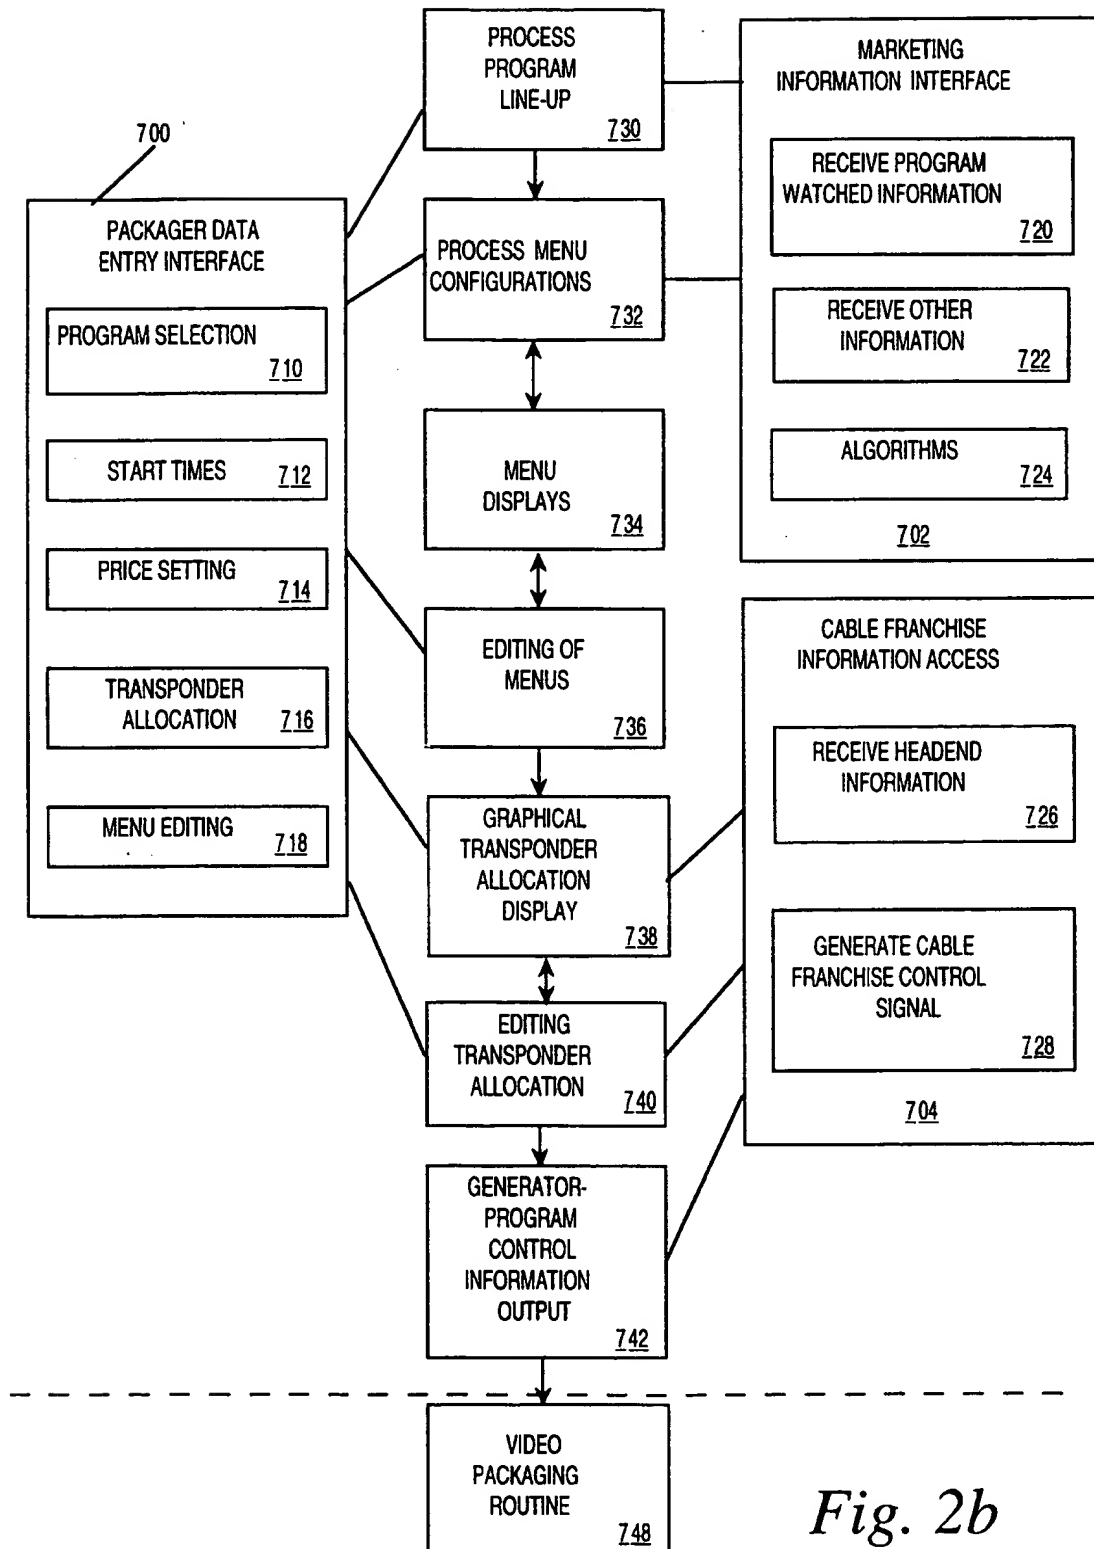 700
PACKAGER DATA
ENTRY INTERFACE
PROGRAM SELECTION
710
START TIMES 712
PRICE SETTING
714
TRANSPONDER
ALLOCATION 716
MENU EDITING 718
PROCESS
PROGRAM
LINE-UP
730
PROCESS MENU
CONFIGURATIONS
732
MENU
DISPLAYS
734
EDITING OF
MENUS
736
GRAPHICAL
TRANSPONDER
ALLOCATION
DISPLAY
738
EDITING
TRANSPONDER
ALLOCATION
740
GENERATOR-
PROGRAM
CONTROL
INFORMATION
OUTPUT
742
VIDEO
PACKAGING
ROUTINE
748
MARKETING
INFORMATION INTERFACE
RECEIVE PROGRAM
WATCHED INFORMATION
720
RECEIVE OTHER
INFORMATION
722
ALGORITHMS
724
702
CABLE FRANCHISE
INFORMATION ACCESS
RECEIVE HEADEND
INFORMATION
726
GENERATE CABLE
FRANCHISE CONTROL
SIGNAL
728
704
Fig. 2b